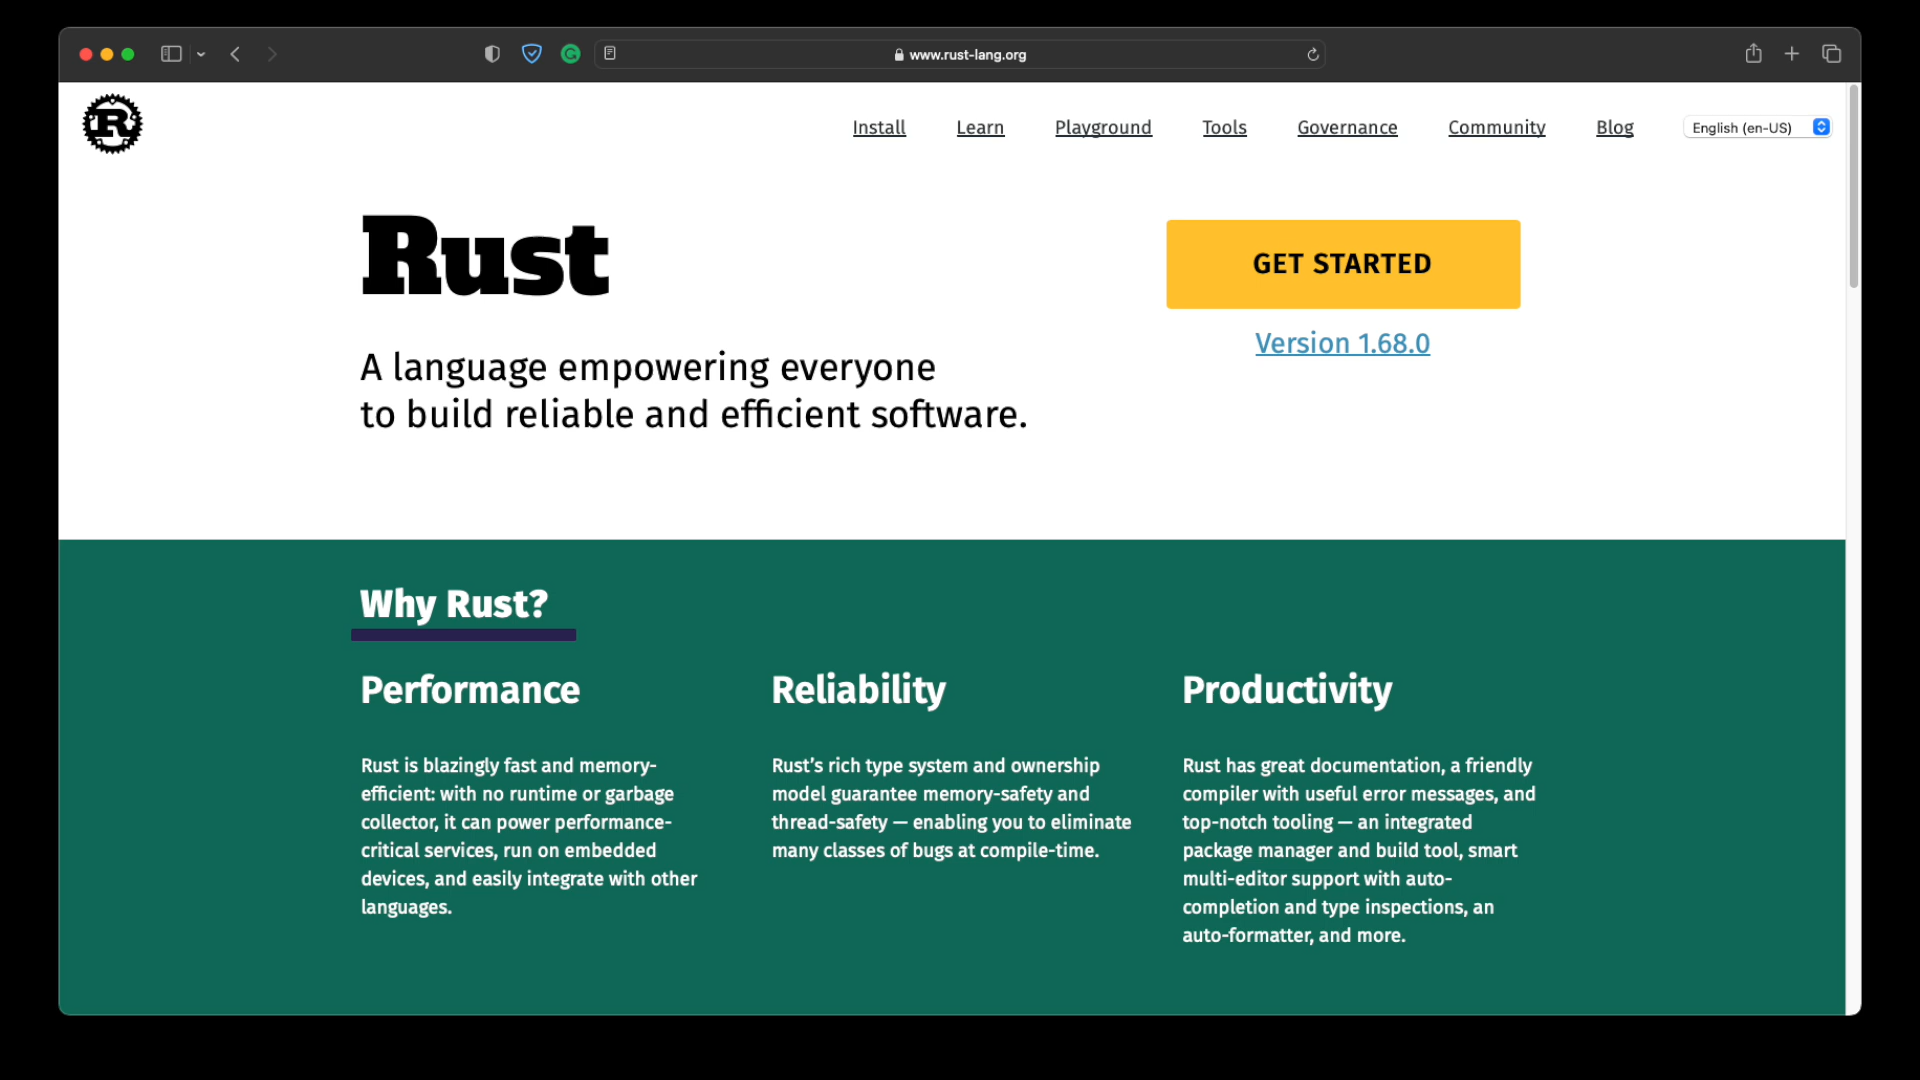 www.rust-lang.org
R
Install Learn Playground Tools Governance Community Blog English (en-US)
Rust
GET STARTED
Version 1.68.0
A language empowering everyone
to build reliable and efficient software.
Why Rust?
Performance
Rust is blazingly fast and memory-
efficient: with no runtime or garbage
collector, it can power performance-
critical services, run on embedded
devices, and easily integrate with other
languages.
Reliability
Rust’s rich type system and ownership
model guarantee memory-safety and
thread-safety — enabling you to eliminate
many classes of bugs at compile-time.
Productivity
Rust has great documentation, a friendly
compiler with useful error messages, and
top-notch tooling — an integrated
package manager and build tool, smart
multi-editor support with auto-
completion and type inspections, an
auto-formatter, and more.